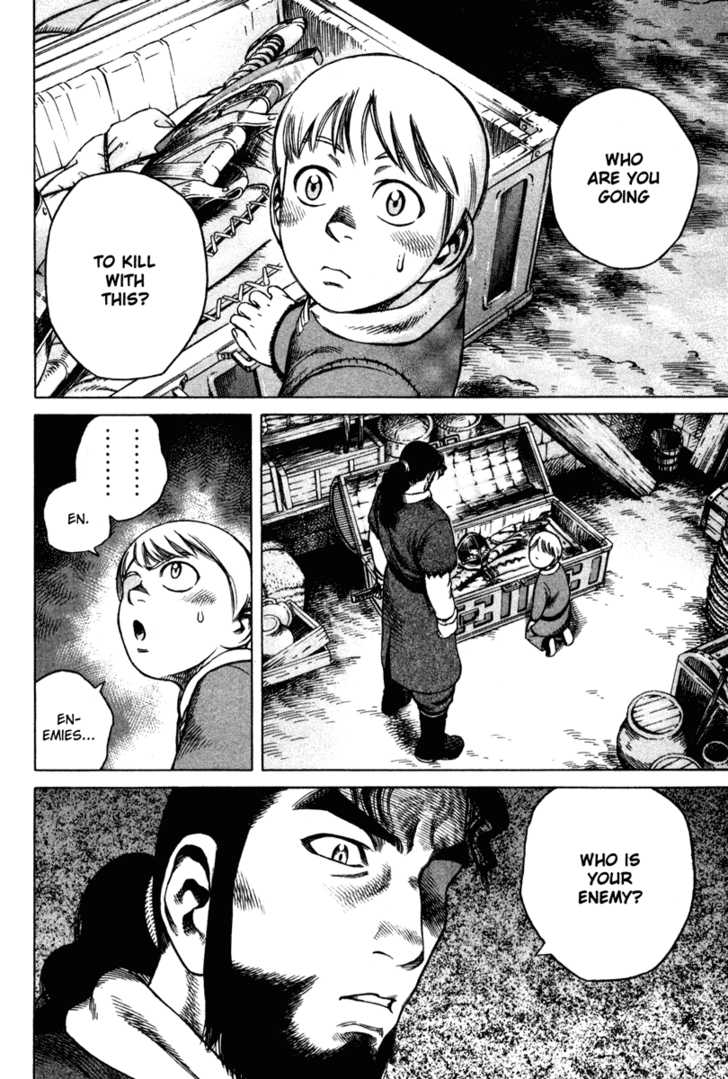 WHO
ARE YOU
GOING
TO KILL
WITH
THIS?
..........
..........
EN.
EN-
EMIES...
WHO IS
YOUR
ENEMY?